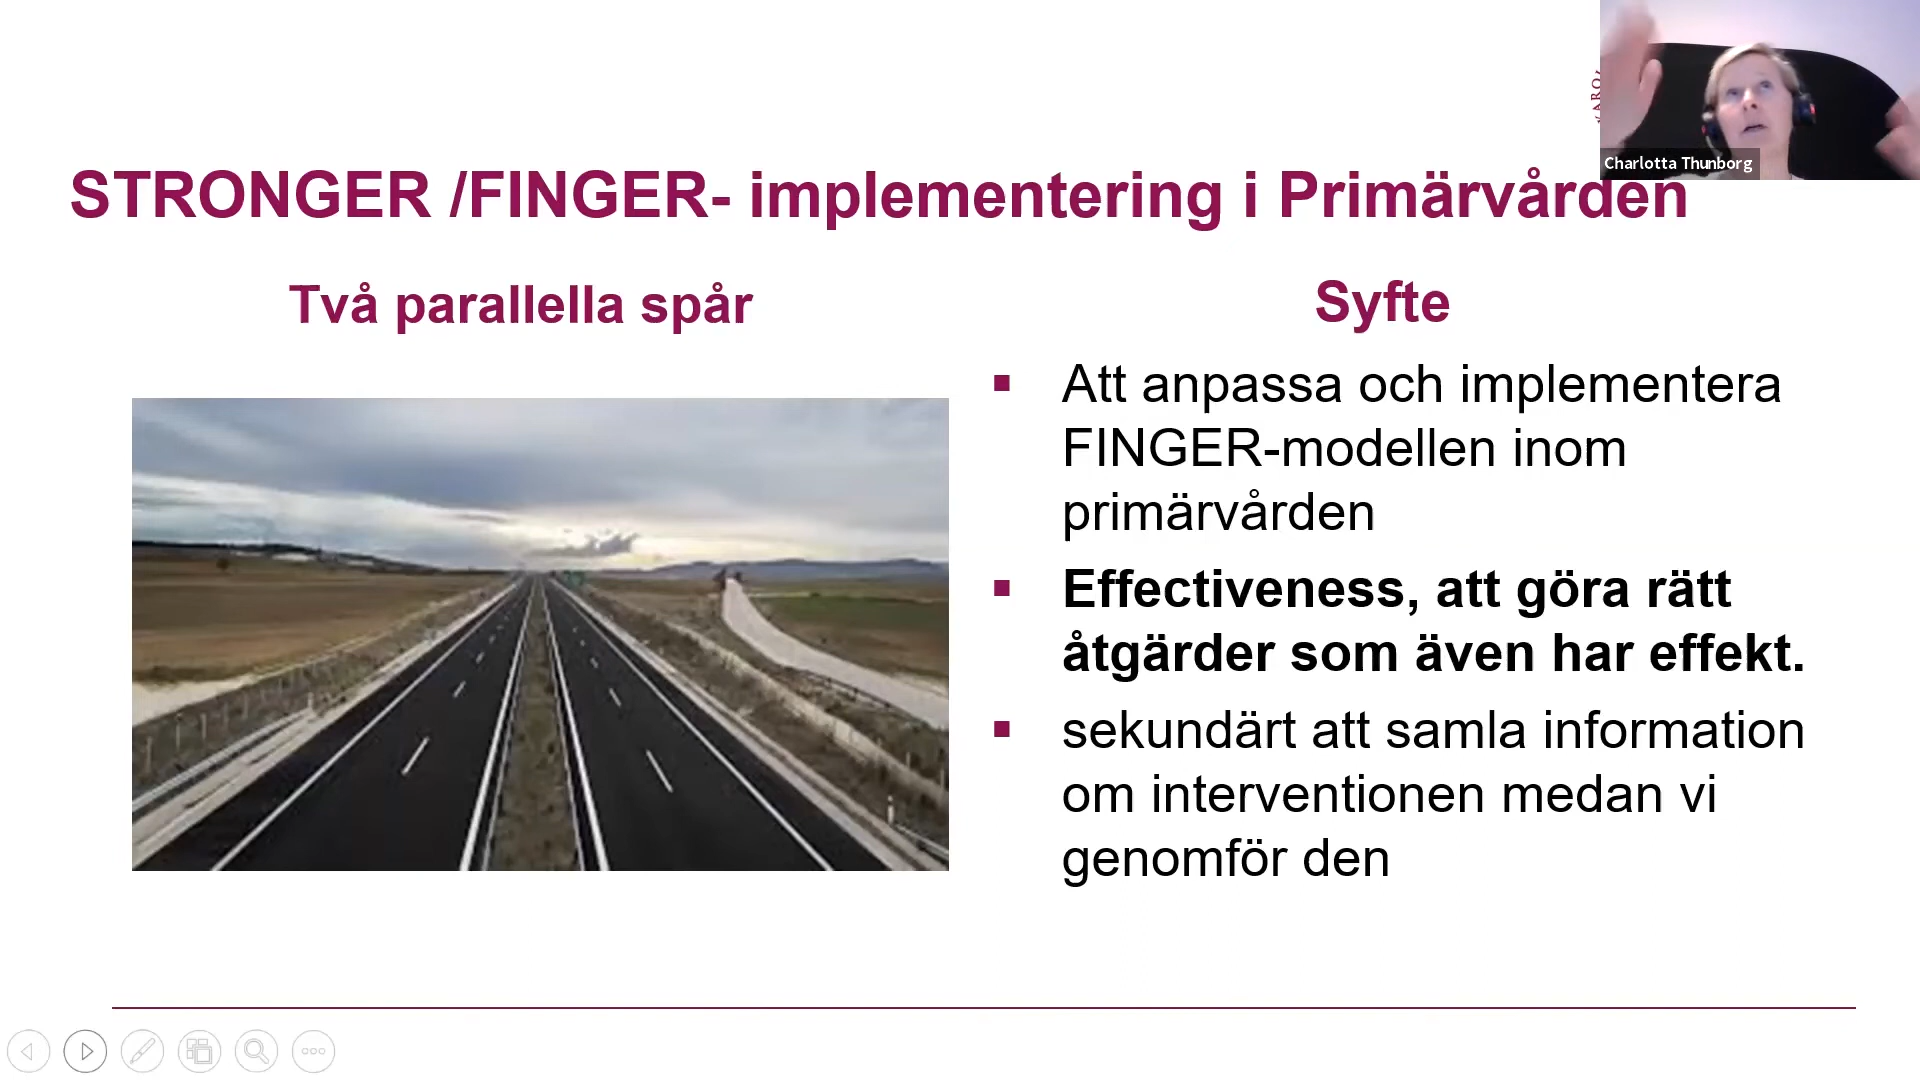 Charlotta Thunborg
STRONGER /FINGER- implementering i Primärvården
Två parallella spår
Syfte
Att anpassa och implementera
FINGER-modellen inom
primärvården
Effectiveness, att göra rätt
åtgärder som även har effekt.
sekundärt att samla information
om interventionen medan vi
genomför den